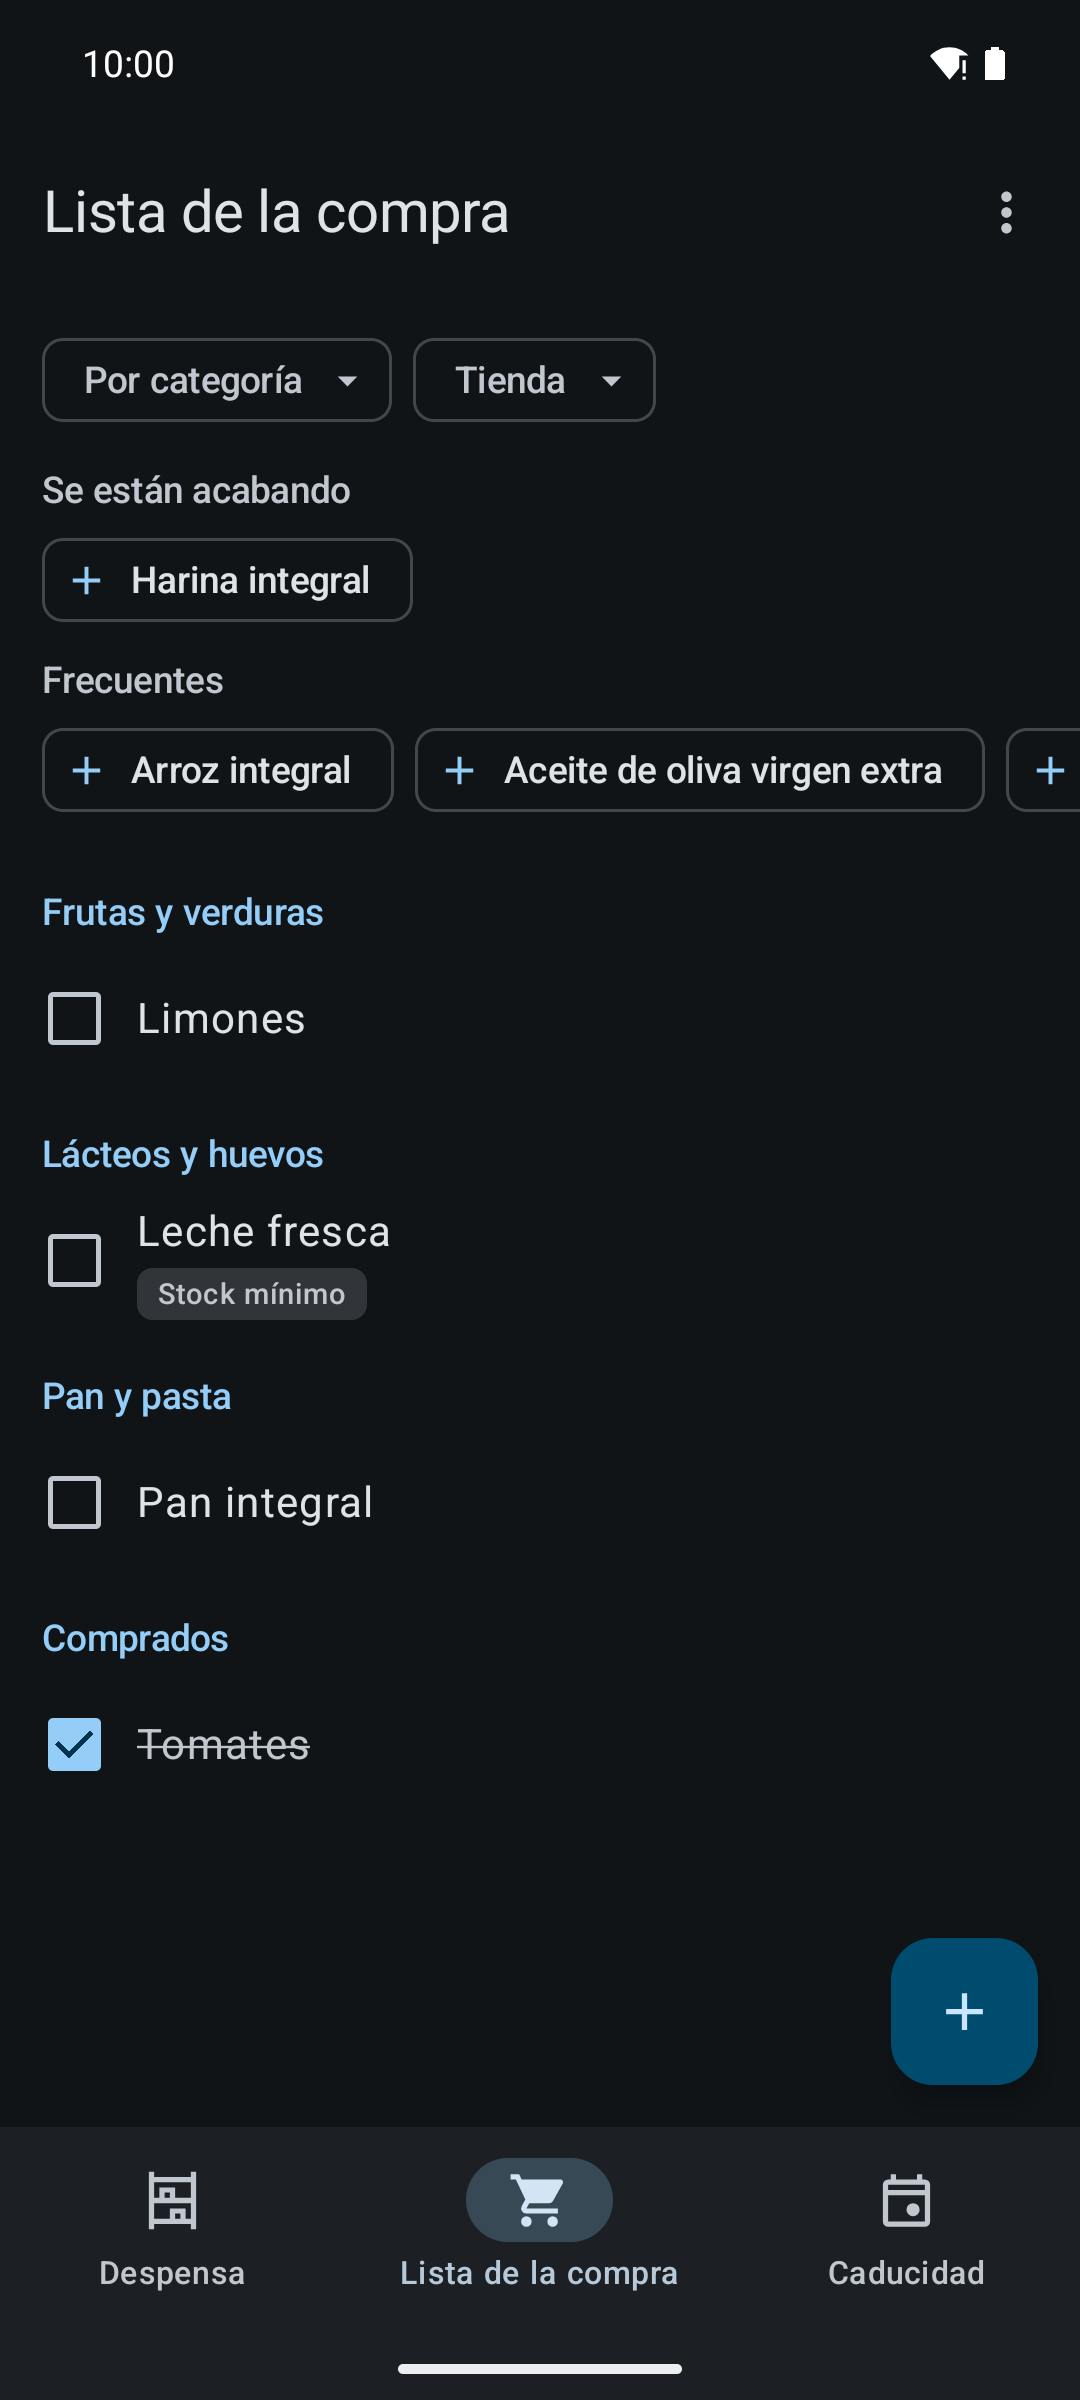 10:00
Lista de la compra
Por categoría
Tienda
Se están acabando
Harina integral
Frecuentes
Arroz integral
Aceite de oliva virgen extra
Frutas y verduras
Limones
Lácteos y huevos
Leche fresca
Stock mínimo
Pan y pasta
Pan integral
Comprados
Tomates
Despensa
Lista de la compra
Caducidad